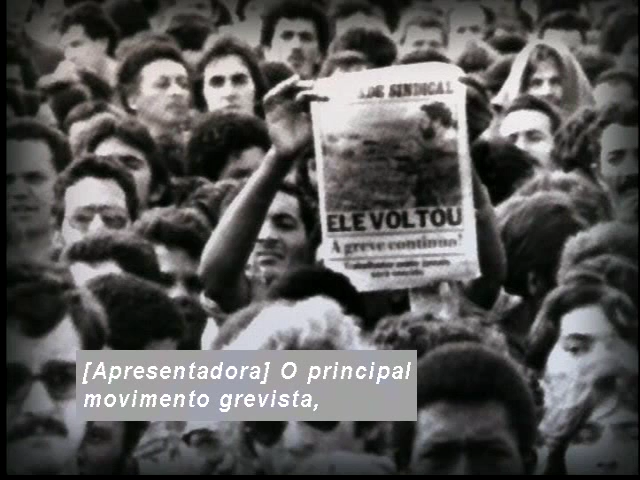 SINDICAL
ELE VOLTOU
A greve continua!
[Apresentadora] O principal
movimento grevista,